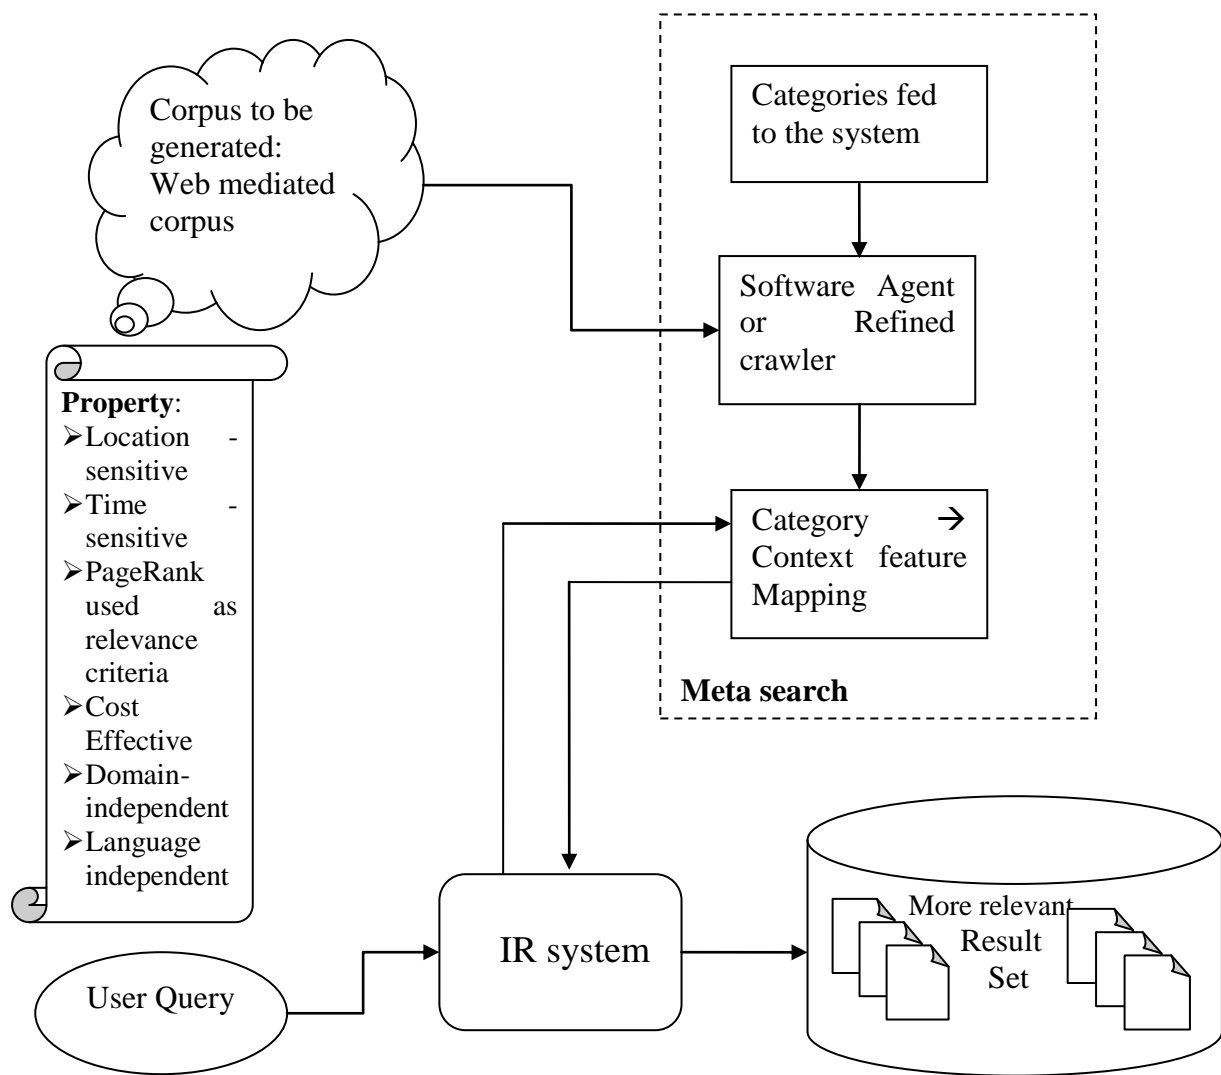 Corpus to be
generated:
Web mediated
corpus
Categories fed
to the system
Software Agent
or Refined
crawler
Property:
➢Location -
sensitive
➢Time -
sensitive
➢PageRank
used as
relevance
criteria
➢Cost
Effective
➢Domain-
independent
➢Language
independent
Category →
Context feature
Mapping
Meta search
User Query
IR system
More relevant
Result
Set